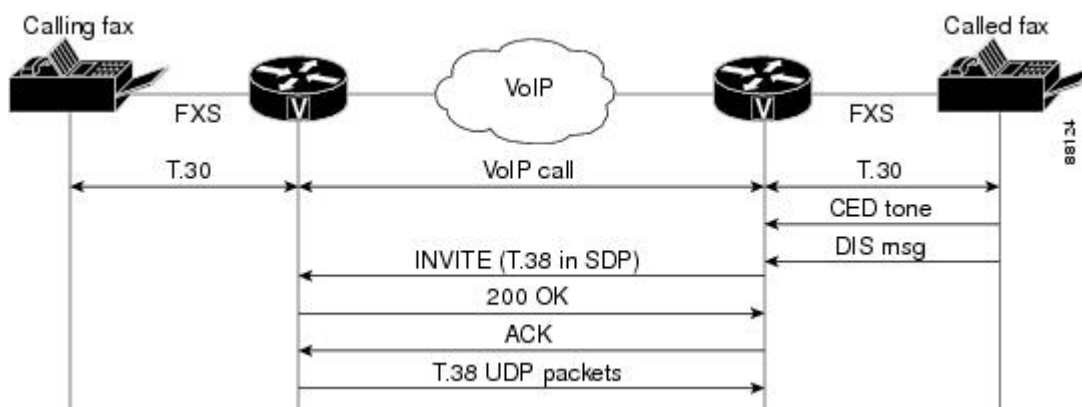 Calling fax
Called fax
VoIP
FXS
FXS
V
V
88124
T.30
VoIP call
T.30
CED tone
DIS msg
INVITE (T.38 in SDP)
200 OK
ACK
T.38 UDP packets